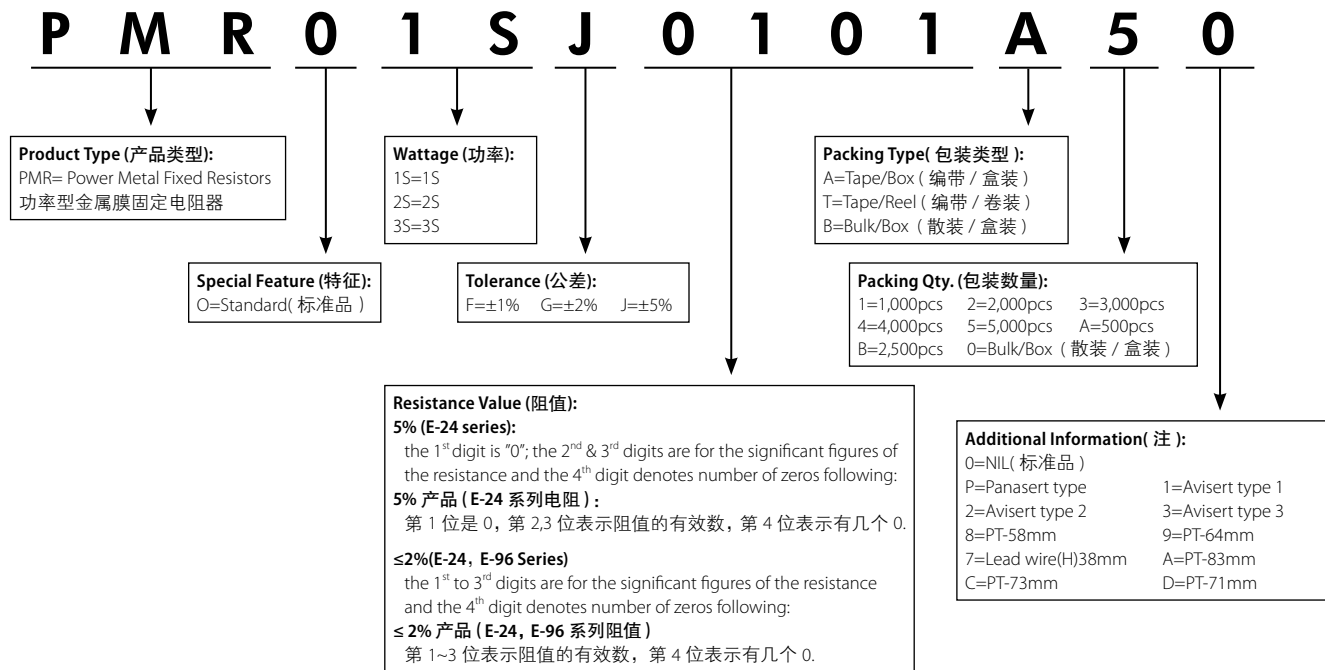 P M R 0 1 S J 0 1 0 1 A 5 0
Product Type (产品类型):
PMR= Power Metal Fixed Resistors
功率型金属膜固定电阻器
Wattage (功率):
1S=1S
2S=2S
3S=3S
Packing Type( 包装类型 ):
A=Tape/Box ( 编带 / 盒装 )
T=Tape/Reel ( 编带 / 卷装 )
B=Bulk/Box ( 散装 / 盒装 )
Special Feature (特征):
O=Standard( 标准品 )
Tolerance (公差):
F=±1% G=±2% J=±5%
Packing Qty. (包装数量):
1=1,000pcs 2=2,000pcs 3=3,000pcs
4=4,000pcs 5=5,000pcs A=500pcs
B=2,500pcs 0=Bulk/Box ( 散装 / 盒装 )
Resistance Value (阻值):
5% (E-24 series):
the 1st digit is "0"; the 2nd & 3rd digits are for the significant figures of
the resistance and the 4th digit denotes number of zeros following:
5% 产品 ( E-24 系列电阻 ) :
第 1 位是 0，第 2,3 位表示阻值的有效数，第 4 位表示有几个 0.
≤2%(E-24, E-96 Series)
the 1st to 3rd digits are for the significant figures of the resistance
and the 4th digit denotes number of zeros following:
≤ 2% 产品 ( E-24, E-96 系列阻值 )
第 1~3 位表示阻值的有效数，第 4 位表示有几个 0.
Additional Information( 注 ):
0=NIL( 标准品 )
P=Panasert type 1=Avisert type 1
2=Avisert type 2 3=Avisert type 3
8=PT-58mm 9=PT-64mm
7=Lead wire(H)38mm A=PT-83mm
C=PT-73mm D=PT-71mm